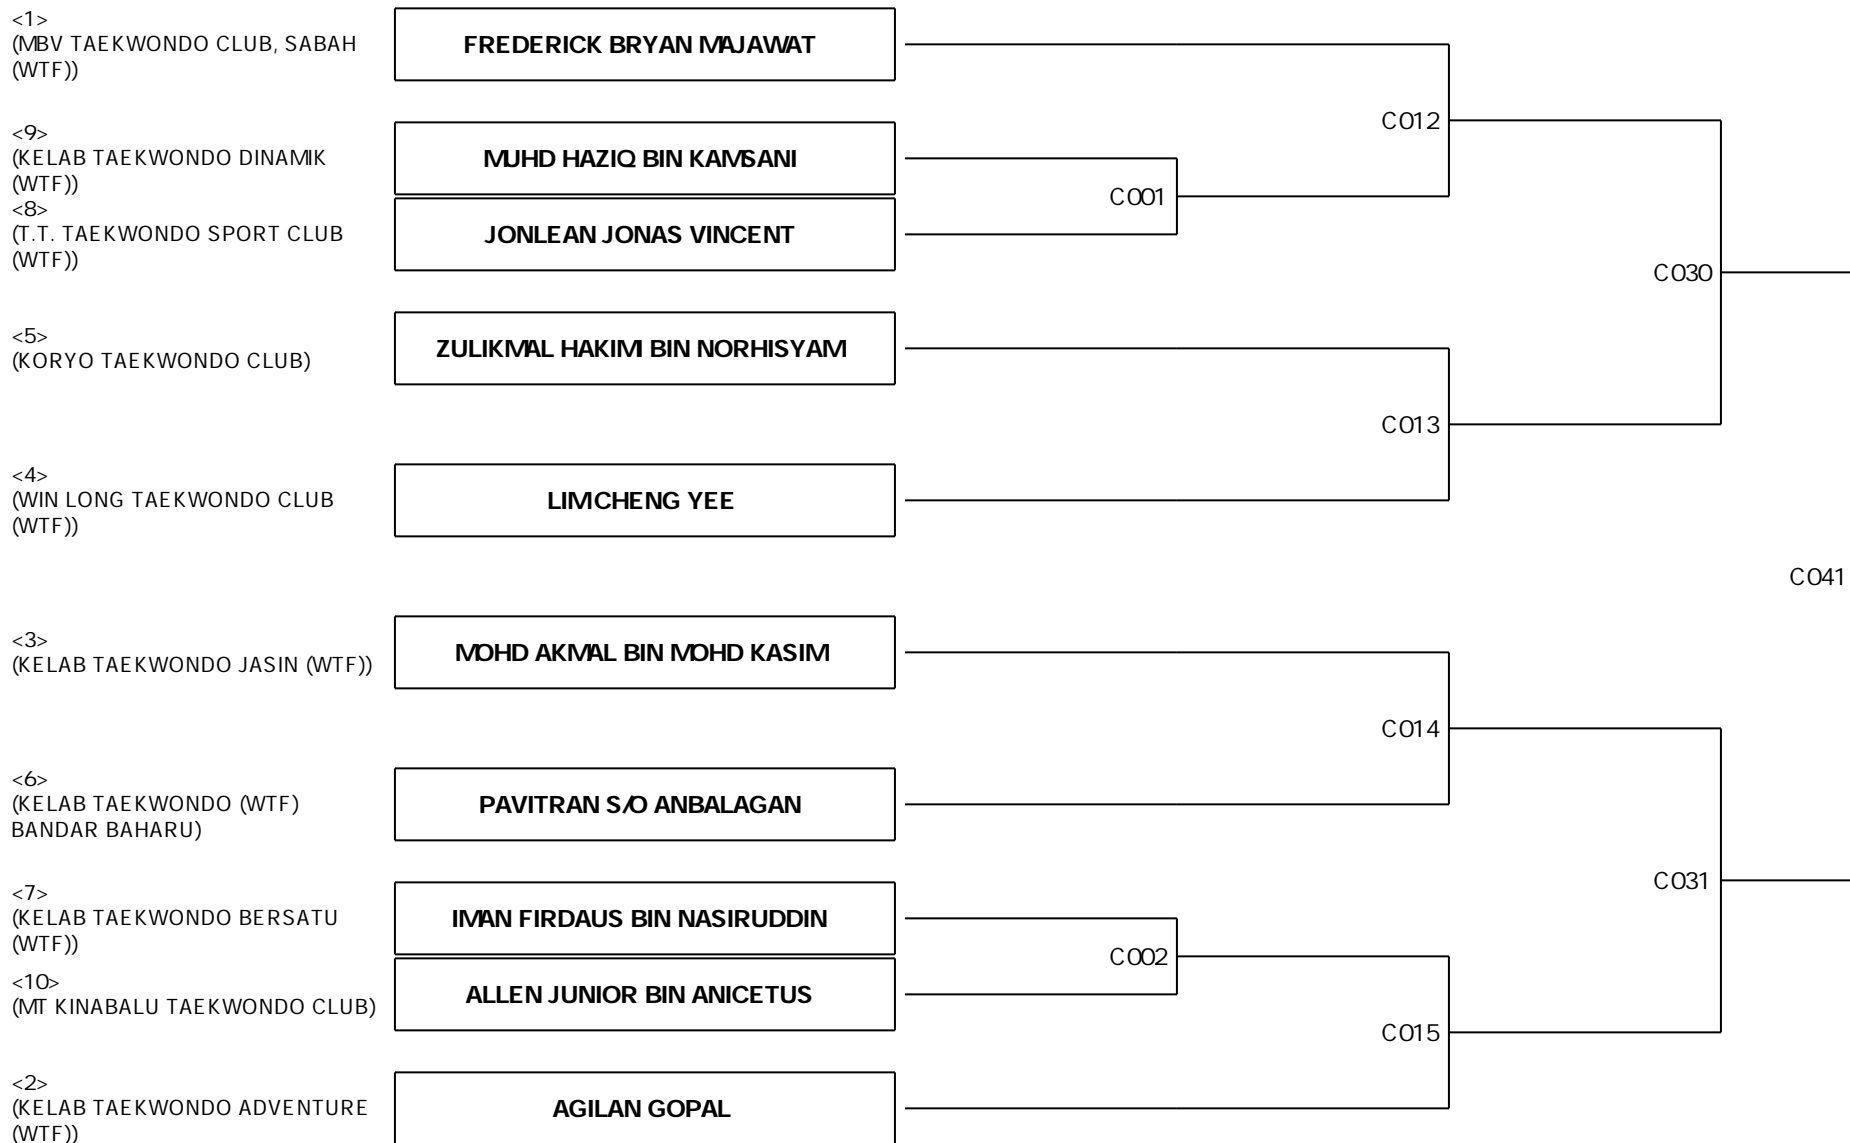 <1>
(MBV TAEKWONDO CLUB, SABAH
(WTF))
FREDERICK BRYAN MAJAWAT
C012
<9>
(KELAB TAEKWONDO DINAMIK
(WTF))
MUHD HAZIQ BIN KAMSANI
C001
<8>
(T.T. TAEKWONDO SPORT CLUB
(WTF))
JONLEAN JONAS VINCENT
C030
<5>
(KORYO TAEKWONDO CLUB)
ZULIKMAL HAKIMI BIN NORHISYAM
C013
<4>
(WIN LONG TAEKWONDO CLUB
(WTF))
LIM CHENG YEE
C041
<3>
(KELAB TAEKWONDO JASIN (WTF))
MOHD AKMAL BIN MOHD KASIM
C014
<6>
(KELAB TAEKWONDO (WTF)
BANDAR BAHARU)
PAVITRAN S/O ANBALAGAN
C031
<7>
(KELAB TAEKWONDO BERSATU
(WTF))
IMAN FIRDAUS BIN NASIRUDDIN
C002
<10>
(MT KINABALU TAEKWONDO CLUB)
ALLEN JUNIOR BIN ANICETUS
C015
<2>
(KELAB TAEKWONDO ADVENTURE
(WTF))
AGILAN GOPAL